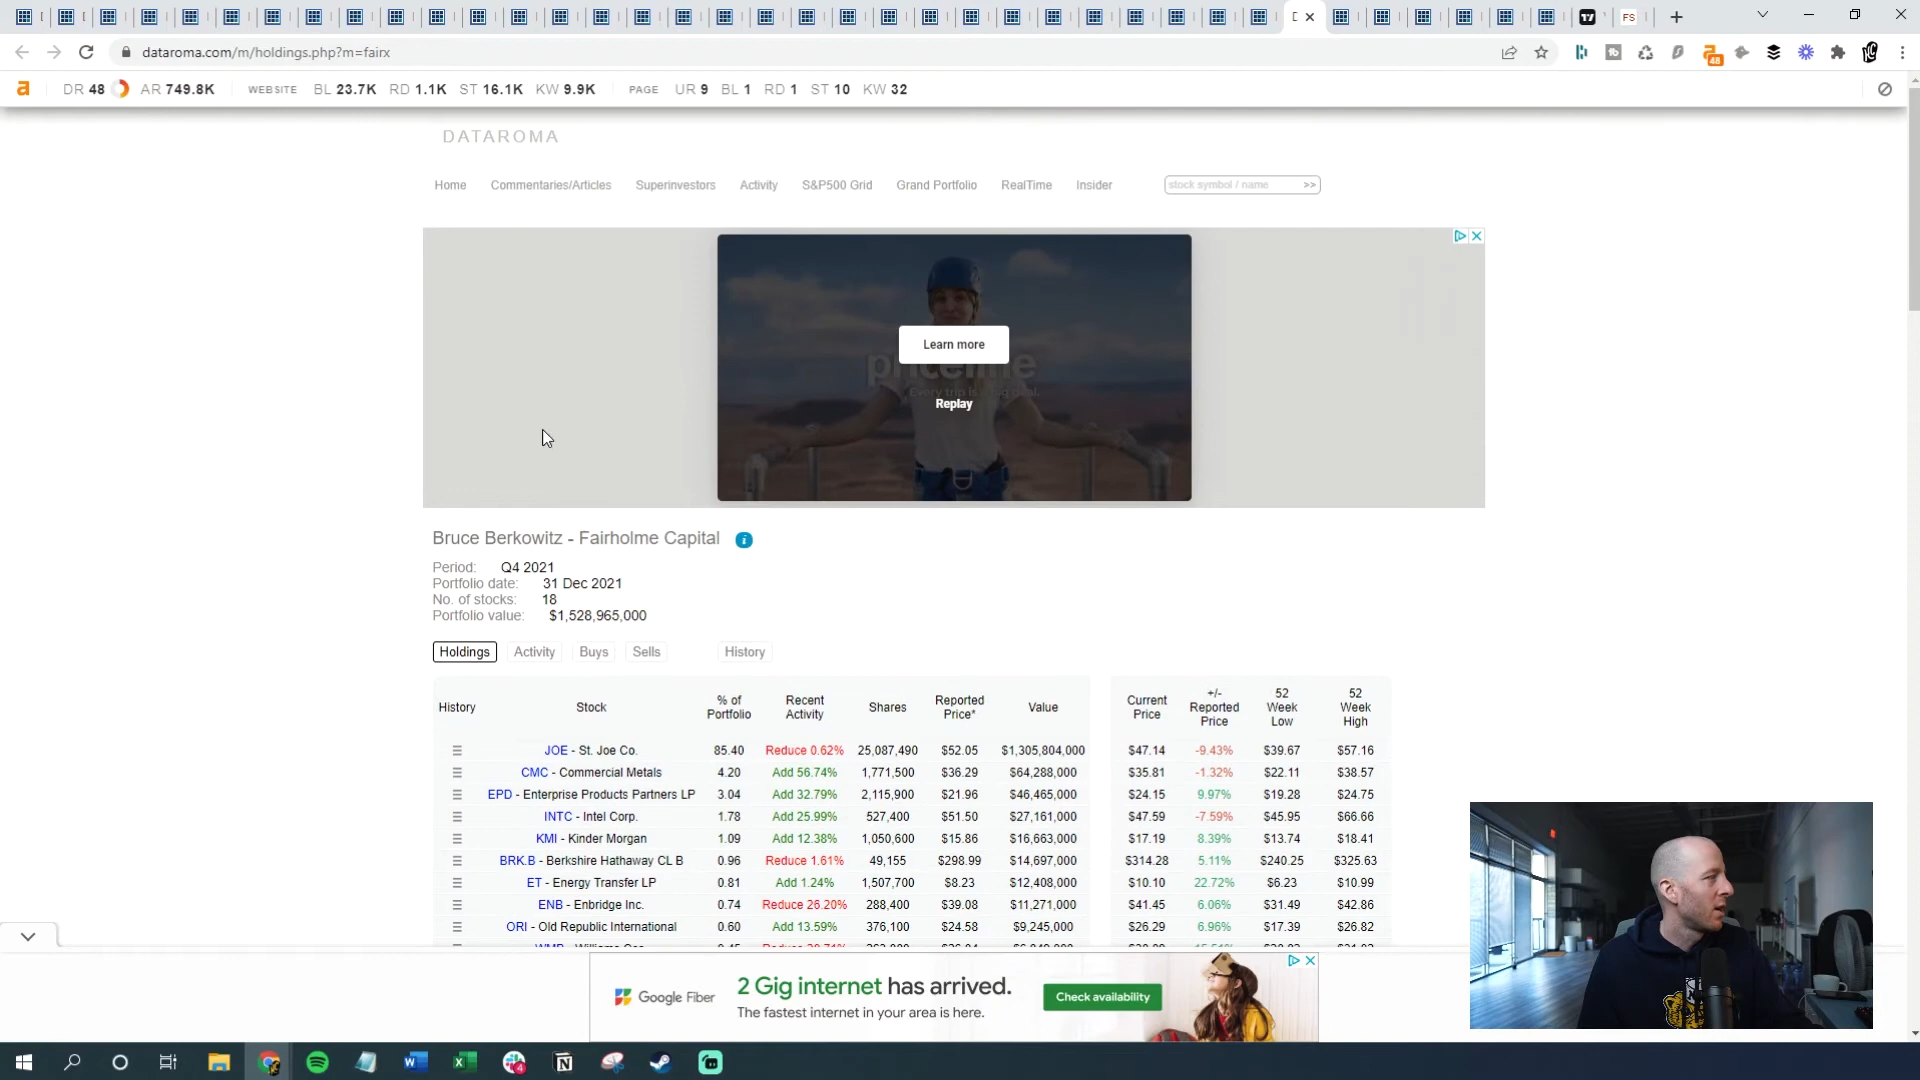 dataroma.com/m/holdings.php?m=fairx
48
DR 48 AR 749.8K WEBSITE BL 23.7K RD 1.1K ST 16.1K KW 9.9K PAGE UR 9 BL 1 RD 1 ST 10 KW 32
DATAROMA
Home Commentaries/Articles Superinvestors Activity S&P500 Grid Grand Portfolio RealTime Insider stock symbol / name >>
Learn more
priceline
Every trip is a big deal.
Replay
Bruce Berkowitz - Fairholme Capital
Period: Q4 2021
Portfolio date: 31 Dec 2021
No. of stocks: 18
Portfolio value: $1,528,965,000
Holdings Activity Buys Sells History
History Stock % of Portfolio Recent Activity Shares Reported Price* Value Current Price +/- Reported Price 52 Week Low 52 Week High
JOE - St. Joe Co. 85.40 Reduce 0.62% 25,087,490 $52.05 $1,305,804,000 $47.14 -9.43% $39.67 $57.16
CMC - Commercial Metals 4.20 Add 56.74% 1,771,500 $36.29 $64,288,000 $35.81 -1.32% $22.11 $38.57
EPD - Enterprise Products Partners LP 3.04 Add 32.79% 2,115,900 $21.96 $46,465,000 $24.15 9.97% $19.28 $24.75
INTC - Intel Corp. 1.78 Add 25.99% 527,400 $51.50 $27,161,000 $47.59 -7.59% $45.95 $66.66
KMI - Kinder Morgan 1.09 Add 12.38% 1,050,600 $15.86 $16,663,000 $17.19 8.39% $13.74 $18.41
BRK.B - Berkshire Hathaway CL B 0.96 Reduce 1.61% 49,155 $298.99 $14,697,000 $314.28 5.11% $240.25 $325.63
ET - Energy Transfer LP 0.81 Add 1.24% 1,507,700 $8.23 $12,408,000 $10.10 22.72% $6.23 $10.99
ENB - Enbridge Inc. 0.74 Reduce 26.20% 288,400 $39.08 $11,271,000 $41.45 6.06% $31.49 $42.86
ORI - Old Republic International 0.60 Add 13.59% 376,100 $24.58 $9,245,000 $26.29 6.96% $17.39 $26.82
Google Fiber
2 Gig internet has arrived.
The fastest internet in your area is here.
Check availability